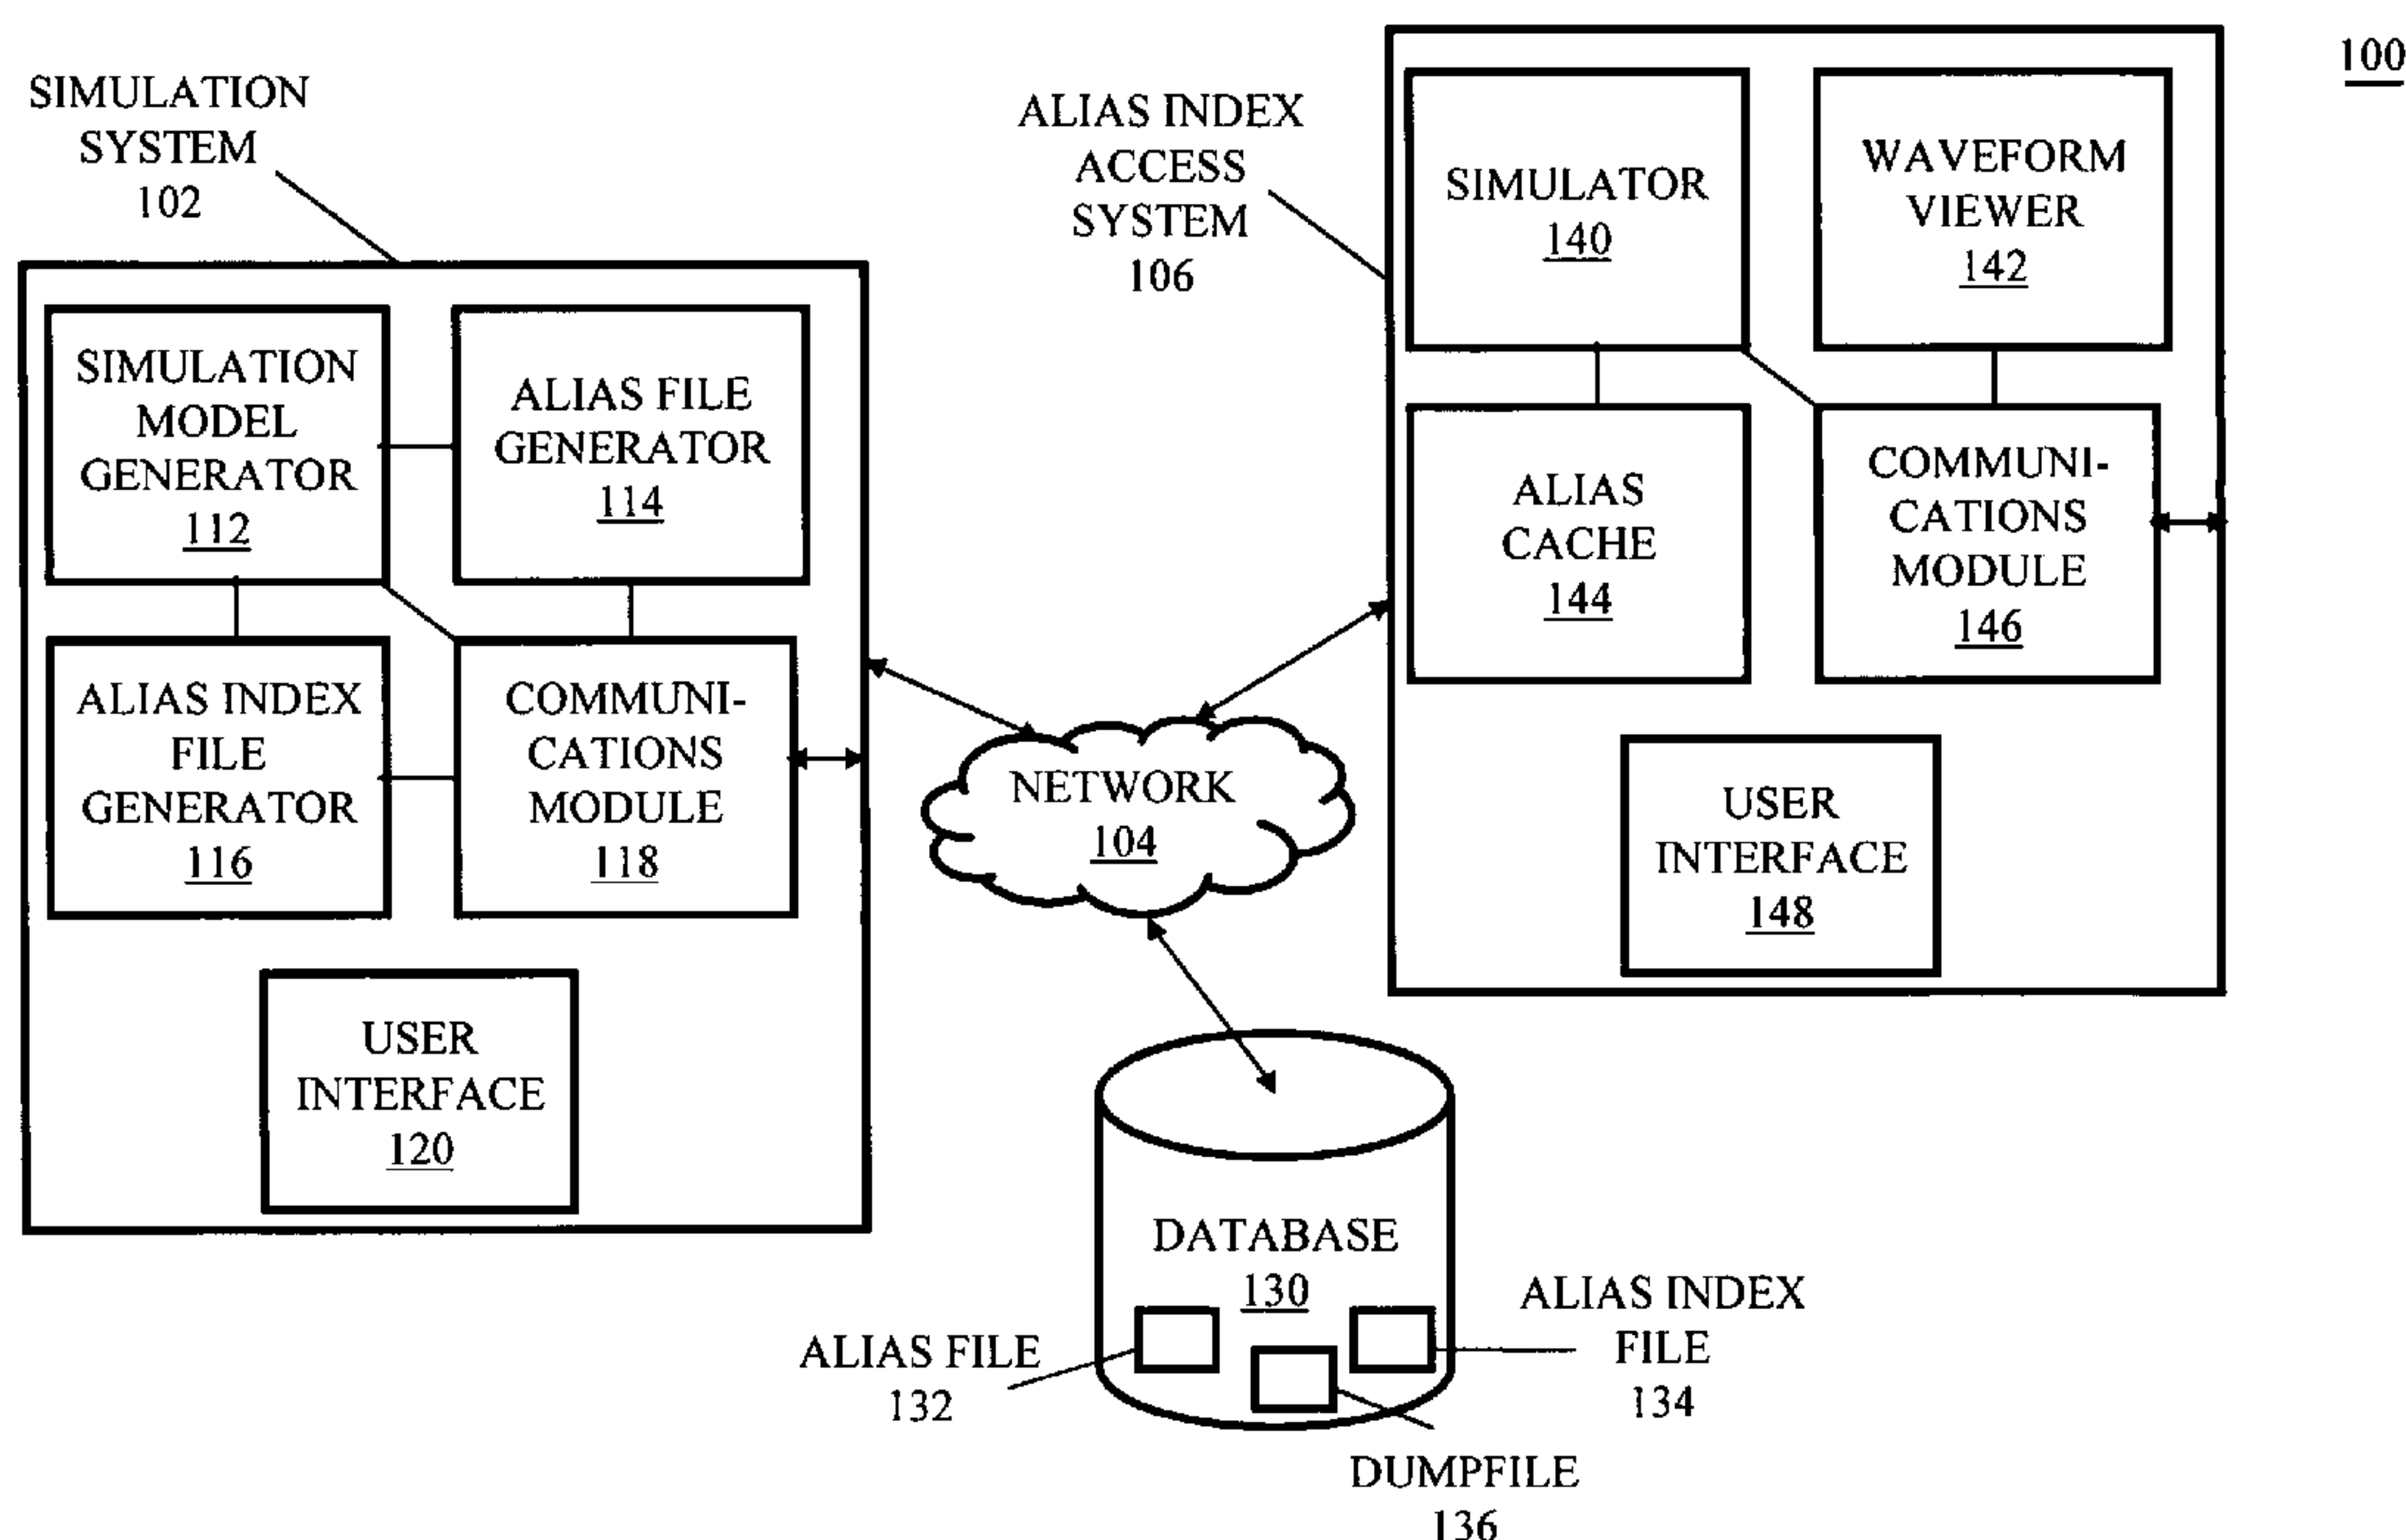 100
SIMULATION
SYSTEM
102
SIMULATION
MODEL
GENERATOR
112
ALIAS FILE
GENERATOR
114
ALIAS INDEX
FILE
GENERATOR
116
COMMUNI-
CATIONS
MODULE
118
USER
INTERFACE
120
ALIAS INDEX
ACCESS
SYSTEM
106
SIMULATOR
140
WAVEFORM
VIEWER
142
ALIAS
CACHE
144
COMMUNI-
CATIONS
MODULE
146
USER
INTERFACE
148
NETWORK
104
DATABASE
130
ALIAS FILE
132
ALIAS INDEX
FILE
134
DUMPFILE
136